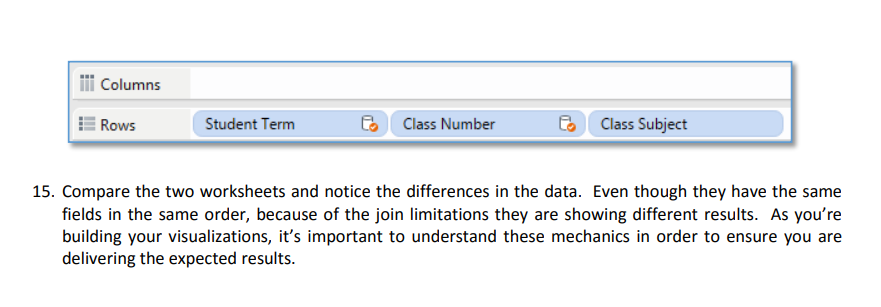 Columns
Rows Student Term Class Number Class Subject
15. Compare the two worksheets and notice the differences in the data. Even though they have the same
fields in the same order, because of the join limitations they are showing different results. As you’re
building your visualizations, it’s important to understand these mechanics in order to ensure you are
delivering the expected results.